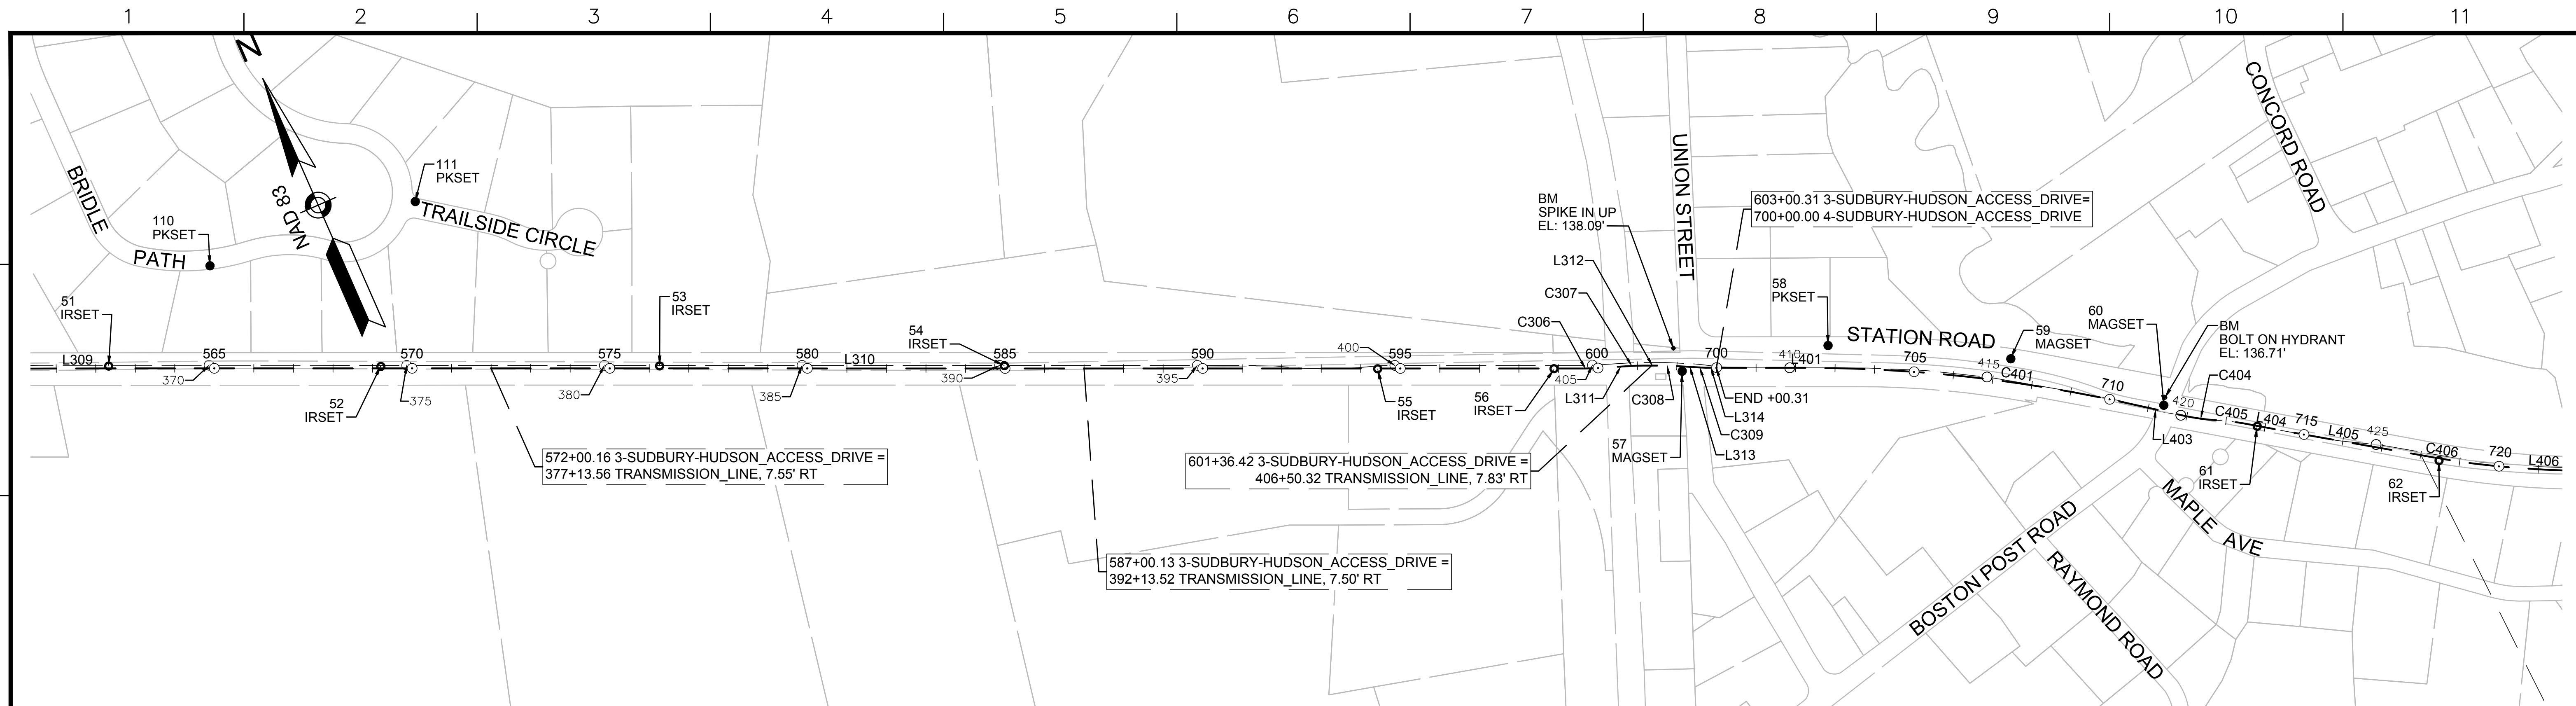 1 2 3 4 5 6 7 8 9 10 11
N
NAD 83
BRIDLE
PATH
110
PKSET
111
PKSET
TRAILSIDE CIRCLE
51
IRSET
L309
565
370
52
IRSET
570
375
575
380
53
IRSET
580
385
L310
54
IRSET
585
390
590
395
400
595
55
IRSET
56
IRSET
572+00.16 3-SUDBURY-HUDSON_ACCESS_DRIVE =
377+13.56 TRANSMISSION_LINE, 7.55' RT
587+00.13 3-SUDBURY-HUDSON_ACCESS_DRIVE =
392+13.52 TRANSMISSION_LINE, 7.50' RT
601+36.42 3-SUDBURY-HUDSON_ACCESS_DRIVE =
406+50.32 TRANSMISSION_LINE, 7.83' RT
BM
SPIKE IN UP
EL: 138.09'
L312
C307
C306
600
405
L311
C308
57
MAGSET
UNION STREET
603+00.31 3-SUDBURY-HUDSON_ACCESS_DRIVE=
700+00.00 4-SUDBURY-HUDSON_ACCESS_DRIVE
700
END +00.31
L314
C309
L313
58
PKSET
410
L401
STATION ROAD
705
59
MAGSET
415
C401
60
MAGSET
710
BM
BOLT ON HYDRANT
EL: 136.71'
C404
420
L403
C405
L404
715
61
IRSET
L405
425
C406
62
IRSET
720
L406
CONCORD ROAD
MAPLE AVE
BOSTON POST ROAD
RAYMOND ROAD